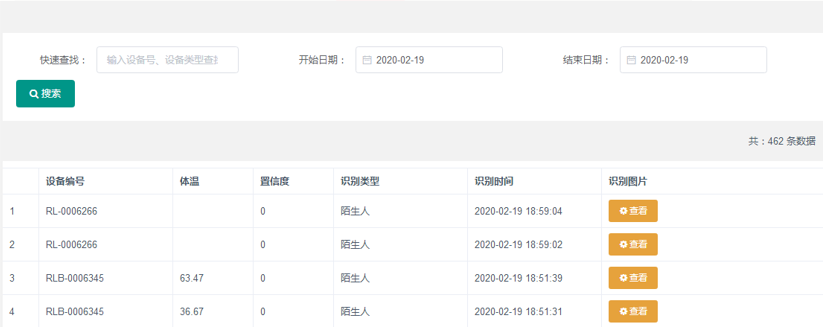 快速查找： 输入设备号、设备类型查找 开始日期： 2020-02-19 结束日期： 2020-02-19
搜索
共：462 条数据
设备编号 体温 置信度 识别类型 识别时间 识别图片
1 RL-0006266 0 陌生人 2020-02-19 18:59:04 查看
2 RL-0006266 0 陌生人 2020-02-19 18:59:02 查看
3 RLB-0006345 63.47 0 陌生人 2020-02-19 18:51:39 查看
4 RLB-0006345 36.67 0 陌生人 2020-02-19 18:51:31 查看